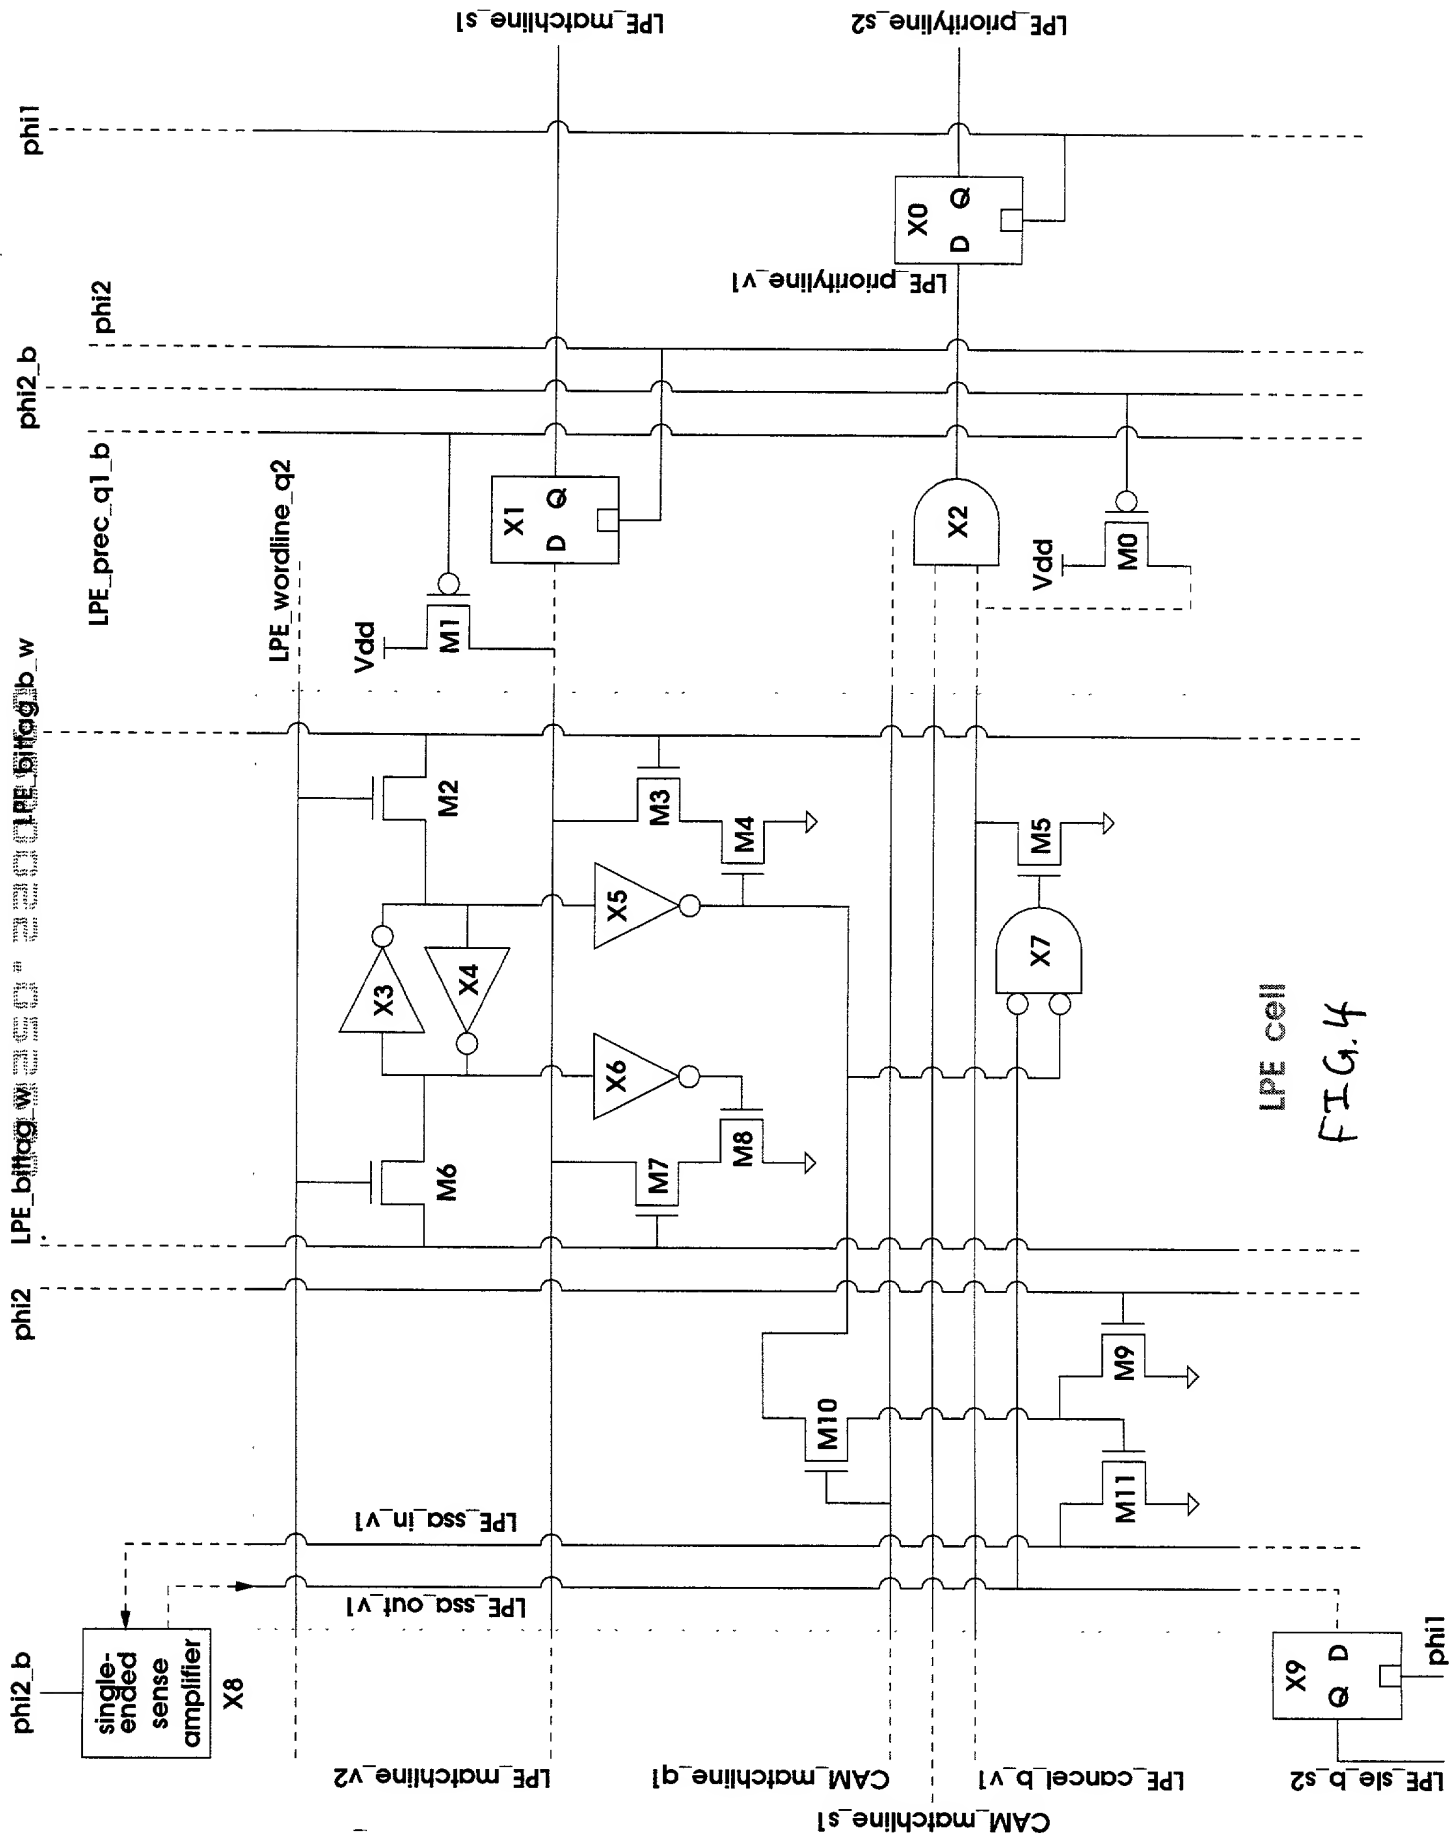 phi2_b
single-
ended
sense
amplifier
X8
phi2
LPE_bittag_w
LPE_bittag_b_w
LPE_prec_q1_b
phi2_b
phi2
phi1
LPE_wordline_q2
LPE_ssa_in_v1
LPE_ssa_out_v1
LPE_matchline_v2
LPE_matchline_s1
M6
X3
X4
M2
Vdd
M1
X1
D Q
M7
M8
X6
X5
M3
M4
M10
CAM_matchline_q1
CAM_matchline_s1
LPE_cancel_b_v1
X2
LPE_priorityline_v1
X0
D Q
LPE_priorityline_s2
M11
M9
X7
M5
Vdd
M0
X9
Q D
phi1
LPE_sle_b_s2
LPE cell
FIG. 4